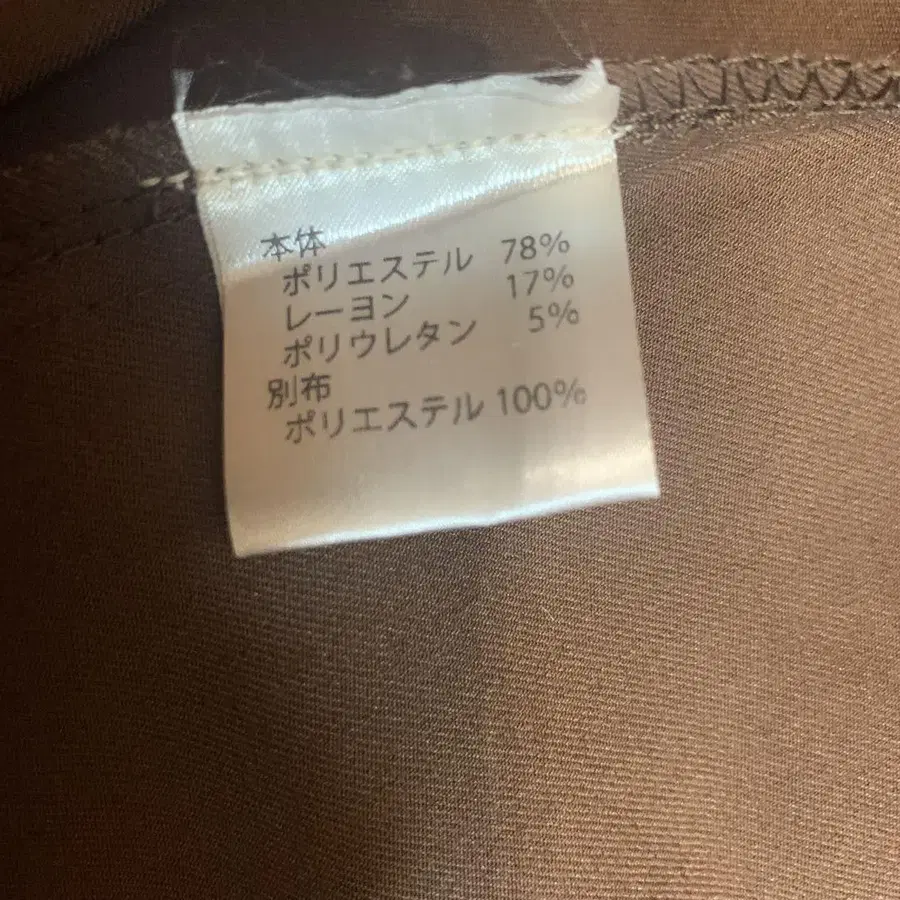 本体
ポリエステル 78%
レーヨン 17%
ポリウレタン 5%
別布
ポリエステル 100%